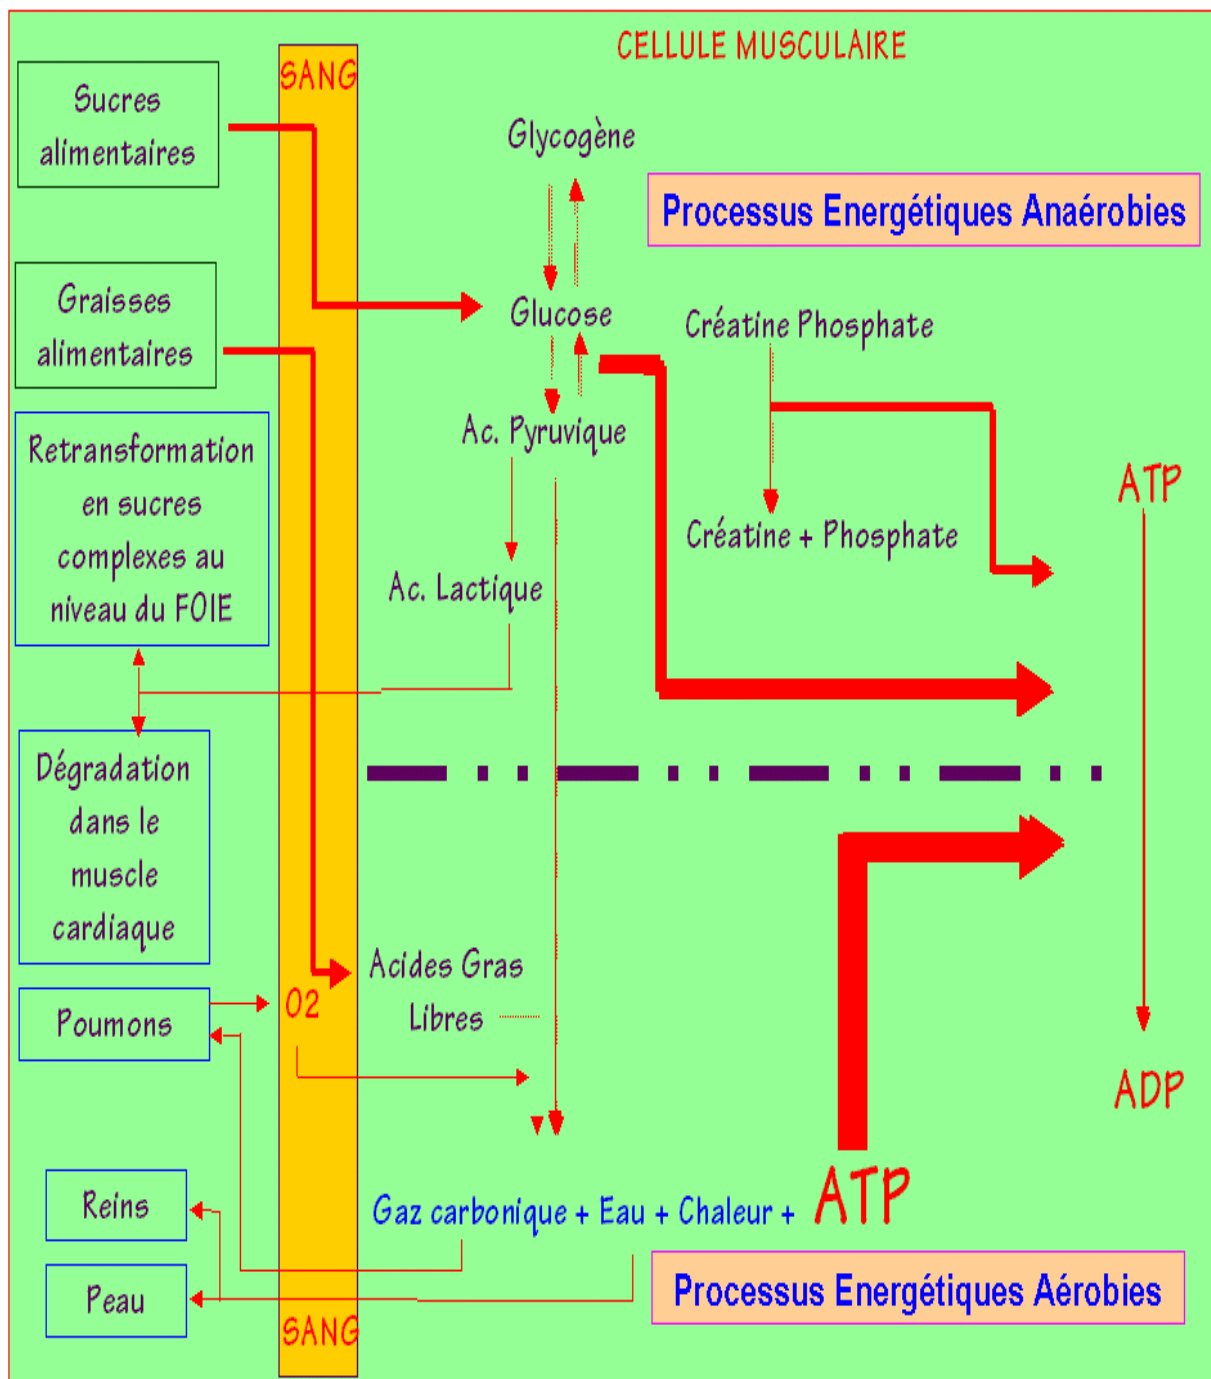 CELLULE MUSCULAIRE
SANG
Sucres
alimentaires
Glycogène
Processus Energétiques Anaérobies
Graisses
alimentaires
Glucose
Créatine Phosphate
Retransformation
en sucres
complexes au
niveau du FOIE
Ac. Pyruvique
ATP
Créatine + Phosphate
Ac. Lactique
Dégradation
dans le
muscle
cardiaque
Acides Gras
Libres
O2
Poumons
ADP
Reins
Gaz carbonique + Eau + Chaleur + ATP
Peau
Processus Energétiques Aérobies
SANG